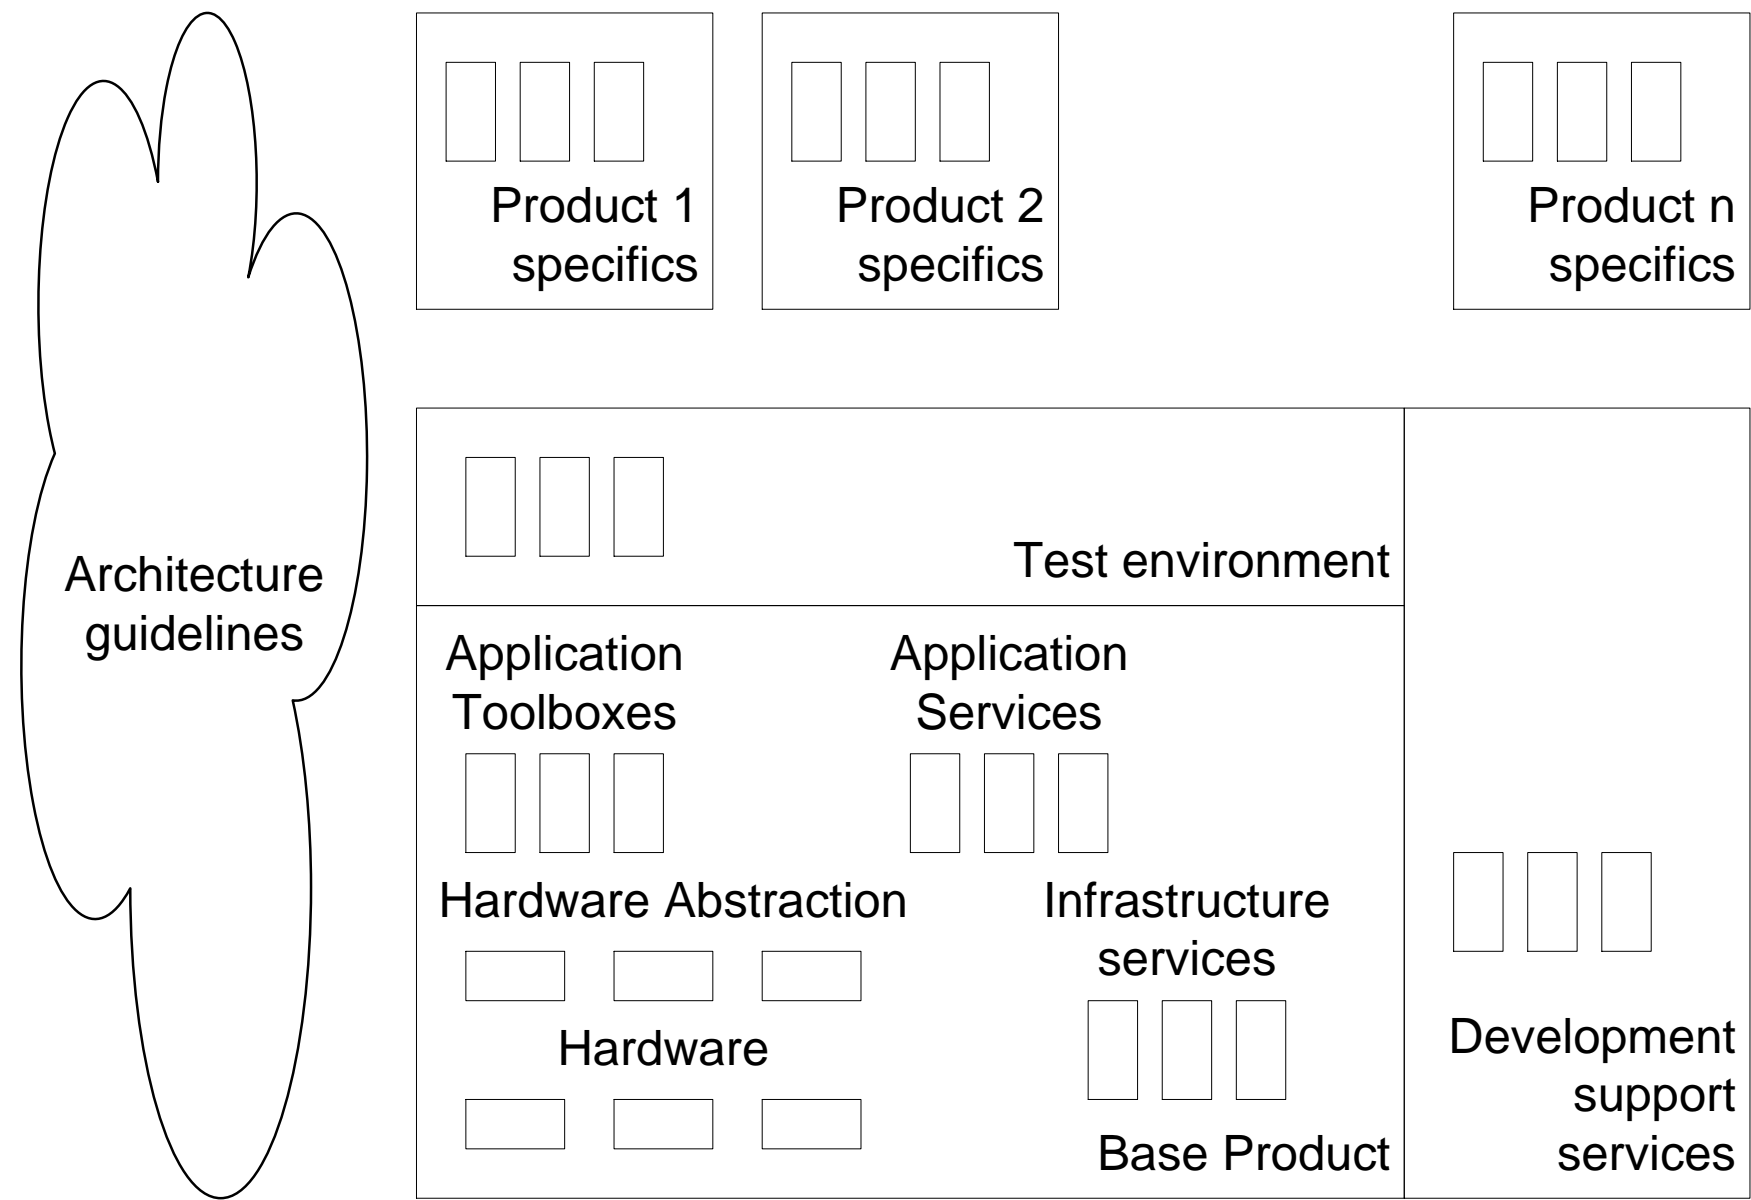 Product 1
specifics
Product 2
specifics
Product n
specifics
Architecture
guidelines
Test environment
Application
Toolboxes
Application
Services
Hardware Abstraction
Infrastructure
services
Hardware
Base Product
Development
support
services